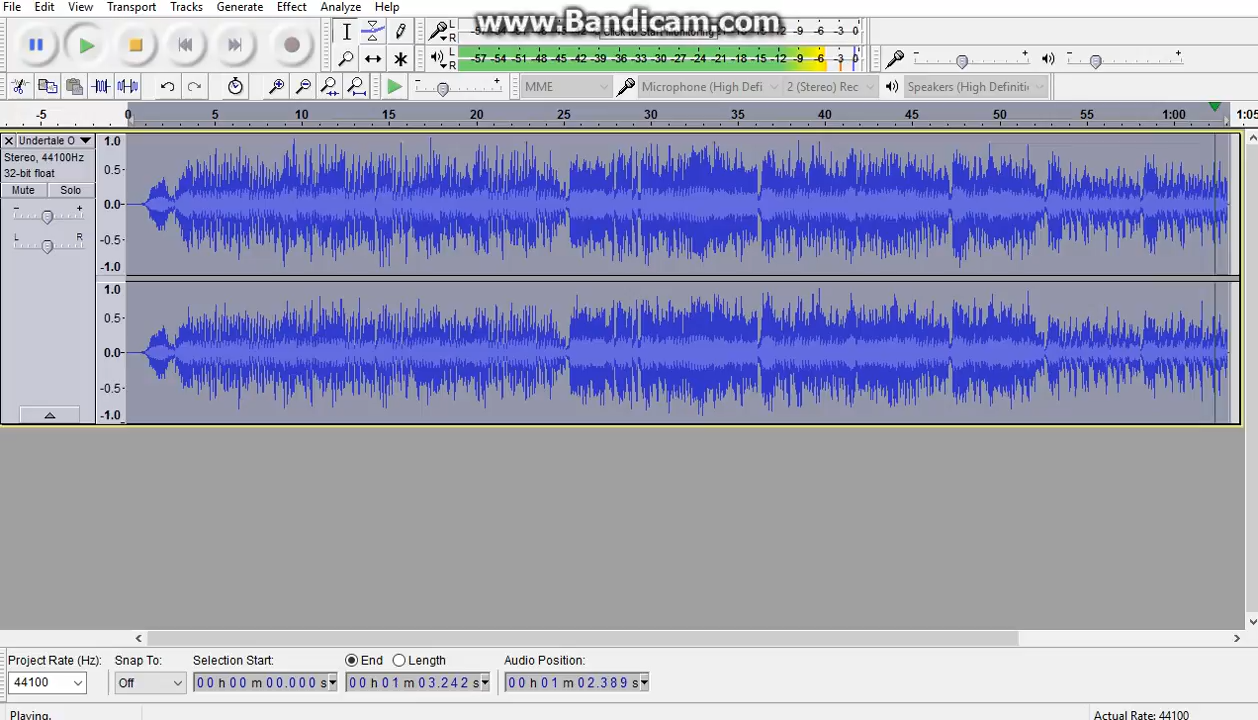 File Edit View Transport Tracks Generate Effect Analyze Help
www.Bandicam.com
Click to Start Monitoring
-57 -54 -51 -48 -45 -42 -39 -36 -33 -30 -27 -24 -21 -18 -15 -12 -9 -6 -3 0
L
R
MME
Microphone (High Defi
2 (Stereo) Rec
Speakers (High Definiti
-5 0 5 10 15 20 25 30 35 40 45 50 55 1:00 1:05
Undertale O
Stereo, 44100Hz
32-bit float
Mute Solo
- +
L R
1.0
0.5
0.0
-0.5
-1.0
1.0
0.5
0.0
-0.5
-1.0
Project Rate (Hz): Snap To: Selection Start: End Length Audio Position:
44100 Off 00 h 00 m 00.000 s 00 h 01 m 03.242 s 00 h 01 m 02.389 s
Playing. Actual Rate: 44100